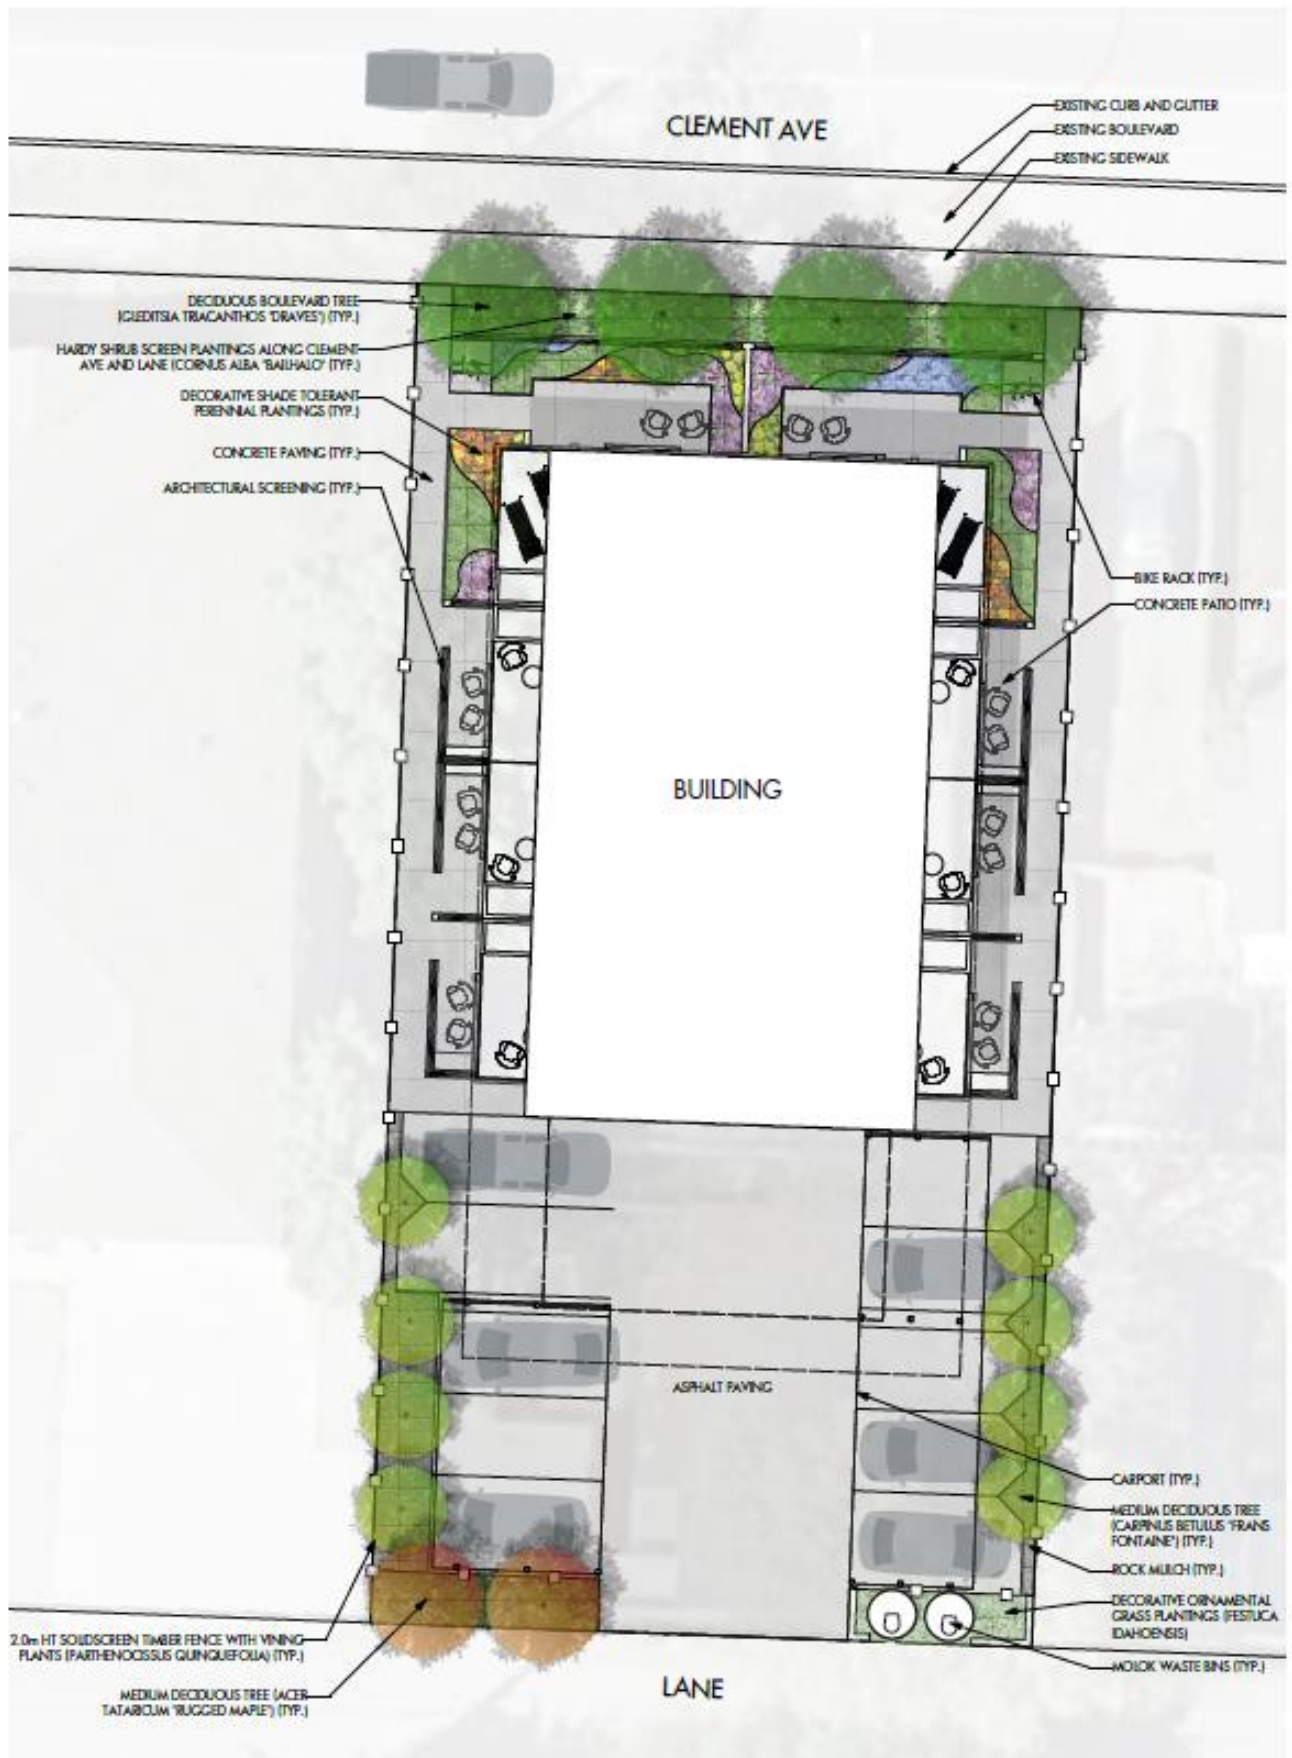 CLEMENT AVE
EXISTING CURB AND GUTTER
EXISTING BOULEVARD
EXISTING SIDEWALK
DECIDUOUS BOULEVARD TREE
(GLEDITSIA TRIACANTHOS "DRAVES") (TYP.)
HARDY SHRUB SCREEN PLANTINGS ALONG CLEMENT
AVE AND LANE (CORNUS ALBA "BAILHALO" (TYP.)
DECORATIVE SHADE TOLERANT
PERENNIAL PLANTINGS (TYP.)
CONCRETE PAVING (TYP.)
ARCHITECTURAL SCREENING (TYP.)
BIKE RACK (TYP.)
CONCRETE PATIO (TYP.)
BUILDING
ASPHALT PAVING
CARPORT (TYP.)
MEDIUM DECIDUOUS TREE
(CARPINUS BETULUS "FRANS
FONTAINE") (TYP.)
ROCK MULCH (TYP.)
DECORATIVE ORNAMENTAL
GRASS PLANTINGS (FESTUCA
IDAHOENSIS)
MOLOK WASTE BINS (TYP.)
2.0m HT SOLIDSCREEN TIMBER FENCE WITH VINING
PLANTS (PARTHENOCISSUS QUINQUEFOLIA) (TYP.)
MEDIUM DECIDUOUS TREE (ACER
TATARICUM "RUGGED MAPLE") (TYP.)
LANE